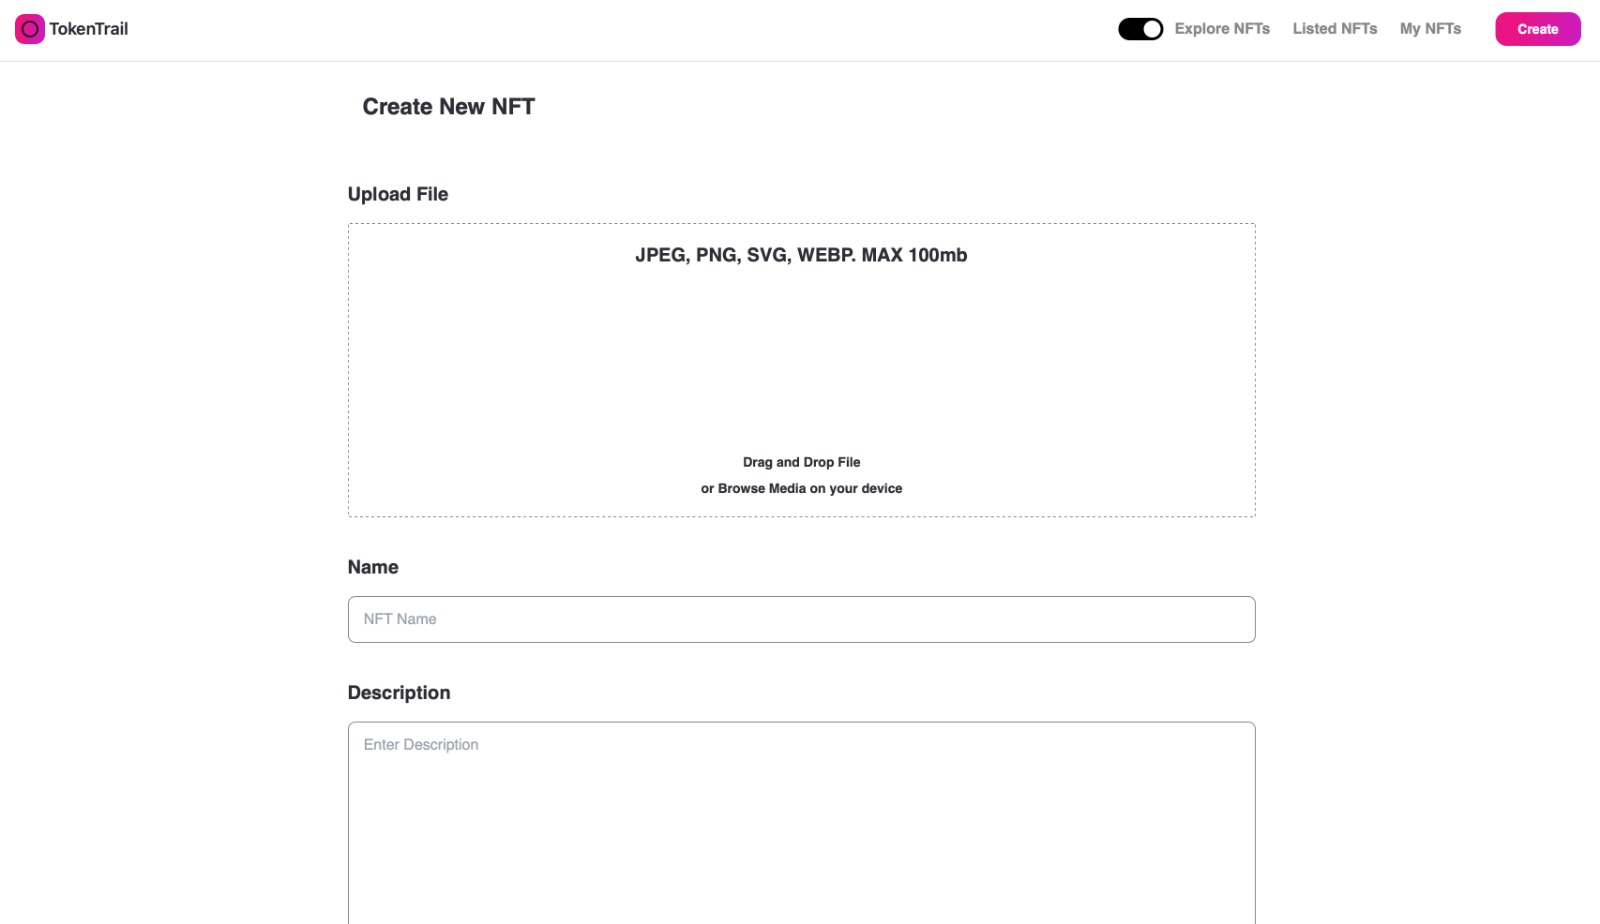 TokenTrail
Explore NFTs
Listed NFTs
My NFTs
Create
Create New NFT
Upload File
JPEG, PNG, SVG, WEBP. MAX 100mb
Drag and Drop File
or Browse Media on your device
Name
NFT Name
Description
Enter Description